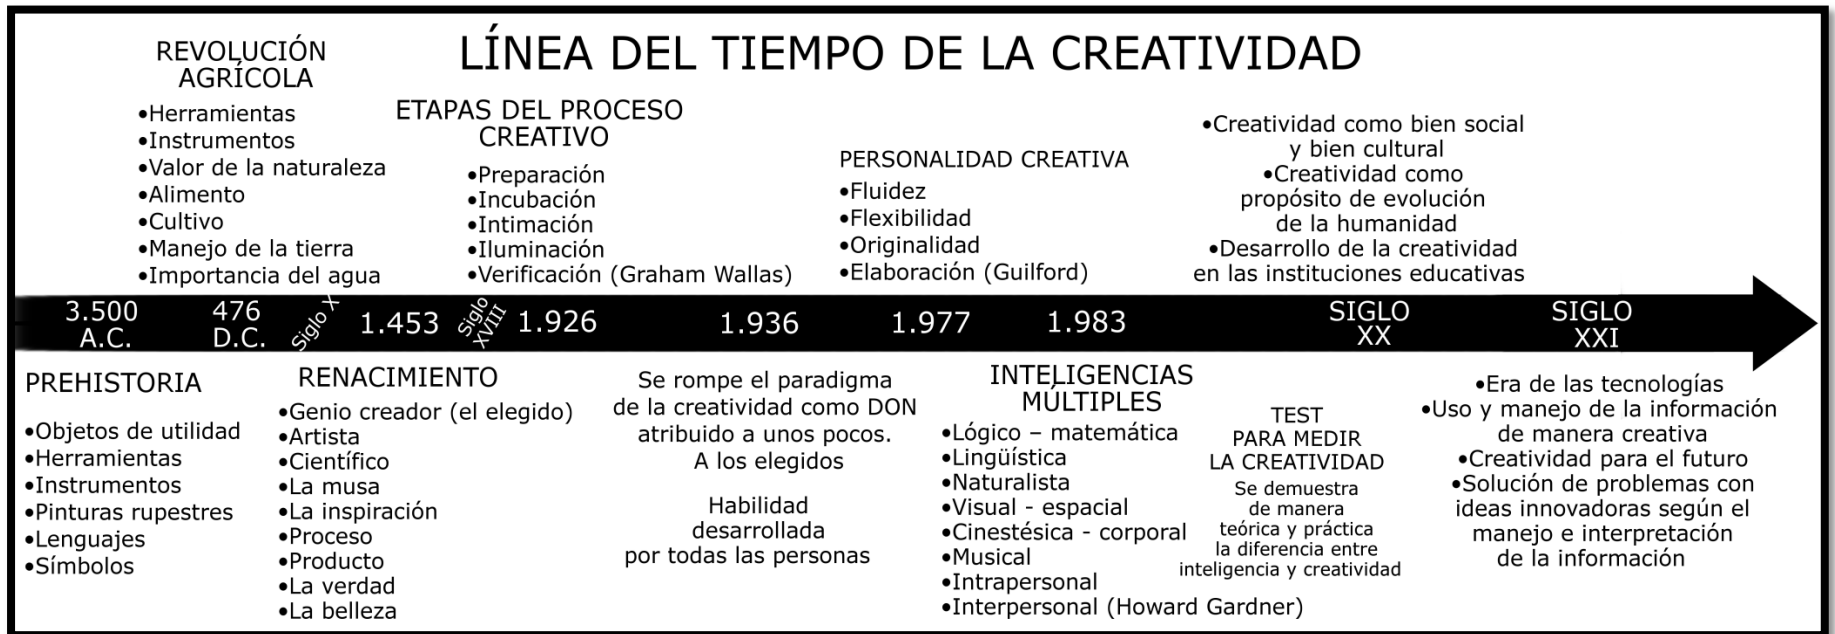 LÍNEA DEL TIEMPO DE LA CREATIVIDAD
REVOLUCIÓN
AGRÍCOLA
•Herramientas
•Instrumentos
•Valor de la naturaleza
•Alimento
•Cultivo
•Manejo de la tierra
•Importancia del agua
ETAPAS DEL PROCESO
CREATIVO
•Preparación
•Incubación
•Intimación
•Iluminación
•Verificación (Graham Wallas)
PERSONALIDAD CREATIVA
•Fluidez
•Flexibilidad
•Originalidad
•Elaboración (Guilford)
•Creatividad como bien social
y bien cultural
•Creatividad como
propósito de evolución
de la humanidad
•Desarrollo de la creatividad
en las instituciones educativas
3.500
A.C.
476
D.C.
Siglo X
1.453
Siglo
XVIII
1.926
1.936
1.977
1.983
SIGLO
XX
SIGLO
XXI
PREHISTORIA
•Objetos de utilidad
•Herramientas
•Instrumentos
•Pinturas rupestres
•Lenguajes
•Símbolos
RENACIMIENTO
•Genio creador (el elegido)
•Artista
•Científico
•La musa
•La inspiración
•Proceso
•Producto
•La verdad
•La belleza
Se rompe el paradigma
de la creatividad como DON
atribuido a unos pocos.
A los elegidos
Habilidad
desarrollada
por todas las personas
INTELIGENCIAS
MÚLTIPLES
•Lógico – matemática
•Lingüística
•Naturalista
•Visual - espacial
•Cinestésica - corporal
•Musical
•Intrapersonal
•Interpersonal (Howard Gardner)
TEST
PARA MEDIR
LA CREATIVIDAD
Se demuestra
de manera
teórica y práctica
la diferencia entre
inteligencia y creatividad
•Era de las tecnologías
•Uso y manejo de la información
de manera creativa
•Creatividad para el futuro
•Solución de problemas con
ideas innovadoras según el
manejo e interpretación
de la información